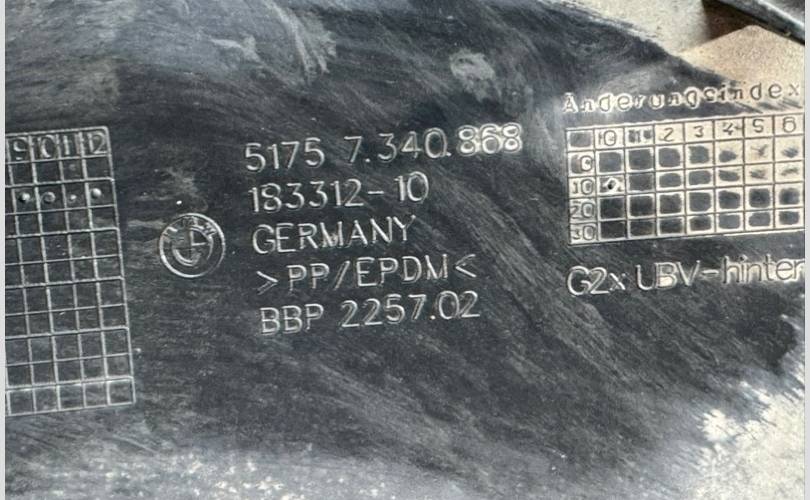 9 10 11 12
5175 7.340.868
183312-10
GERMANY
>PP/EPDM<
BBP 2257.02
Änderungsindex
0 1 2 3 4 5 6
0
10
20
30
G2x UBV-hinten